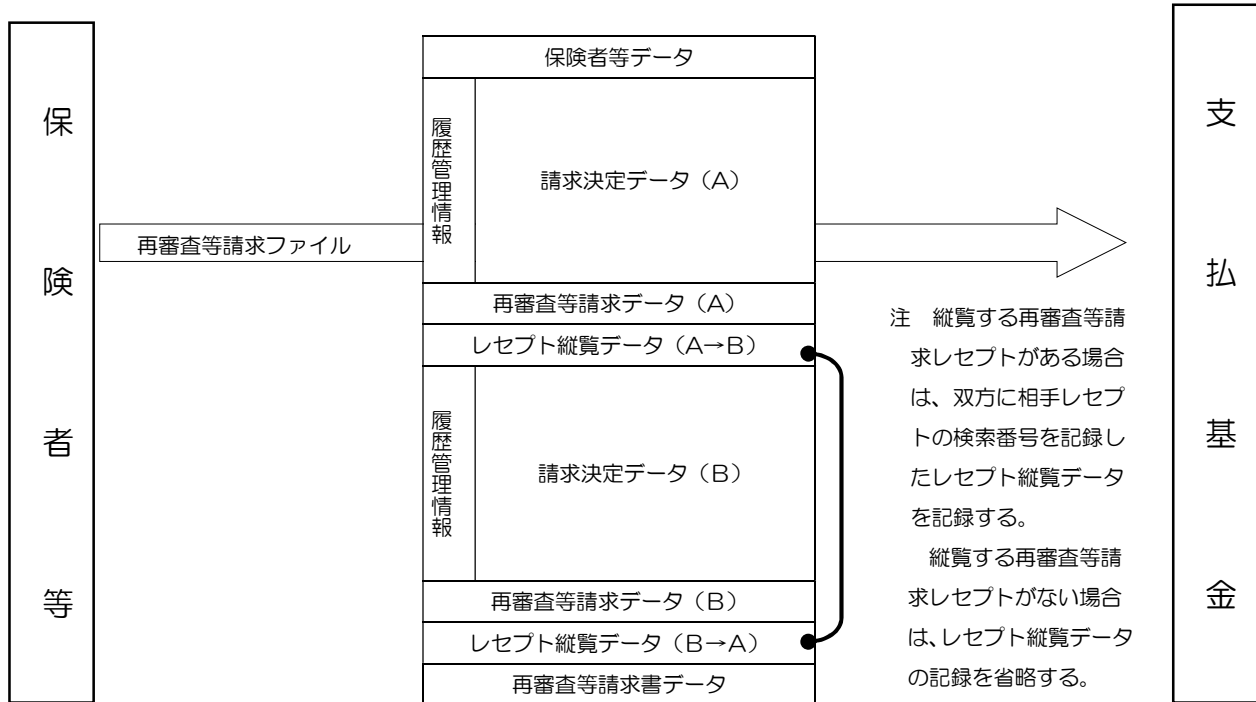 保険者等
再審査等請求ファイル
保険者等データ
履歴管理情報
請求決定データ(A)
再審査等請求データ(A)
レセプト縦覧データ(A→B)
履歴管理情報
請求決定データ(B)
再審査等請求データ(B)
レセプト縦覧データ(B→A)
再審査等請求書データ
注 縦覧する再審査等請
求レセプトがある場合
は、双方に相手レセプ
トの検索番号を記録し
たレセプト縦覧データ
を記録する。
縦覧する再審査等請
求レセプトがない場合
は、レセプト縦覧データ
の記録を省略する。
支払基金